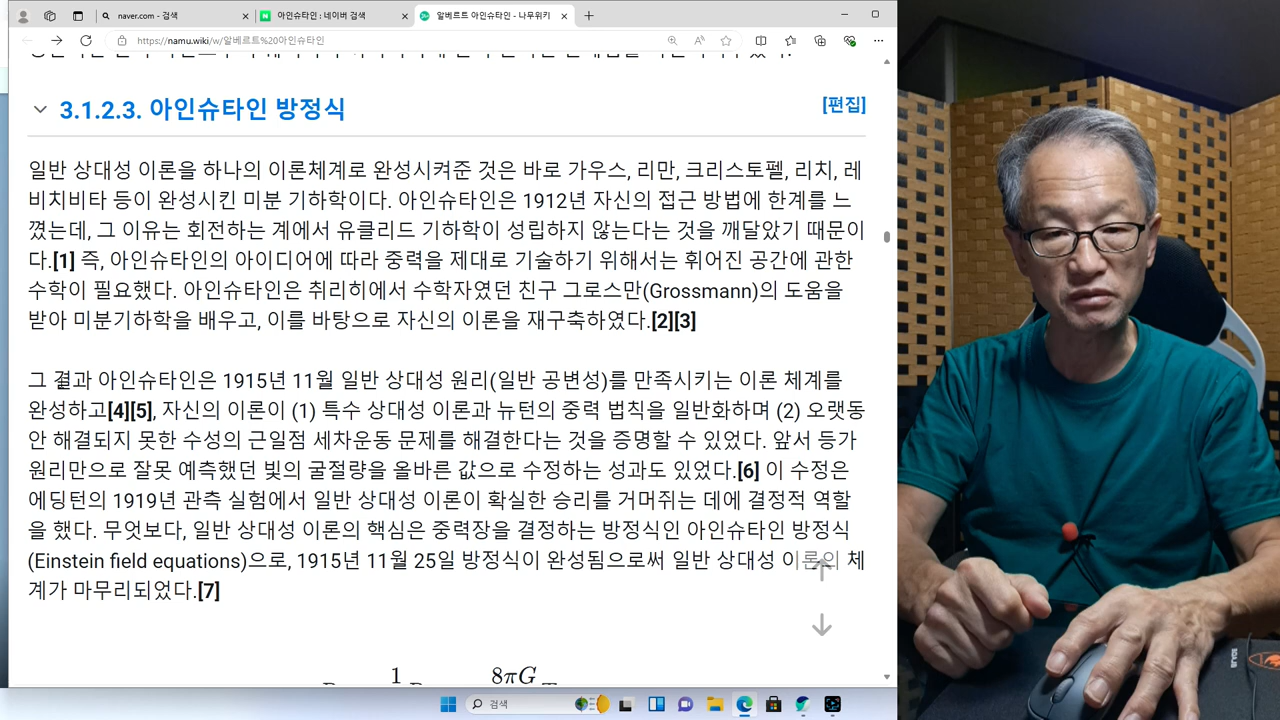 naver.com - 검색
아인슈타인 : 네이버 검색
알베르트 아인슈타인 - 나무위키
https://namu.wiki/w/알베르트%20아인슈타인
3.1.2.3. 아인슈타인 방정식
[편집]
일반 상대성 이론을 하나의 이론체계로 완성시켜준 것은 바로 가우스, 리만, 크리스토펠, 리치, 레
비치비타 등이 완성시킨 미분 기하학이다. 아인슈타인은 1912년 자신의 접근 방법에 한계를 느
꼈는데, 그 이유는 회전하는 계에서 유클리드 기하학이 성립하지 않는다는 것을 깨달았기 때문이
다.[1] 즉, 아인슈타인의 아이디어에 따라 중력을 제대로 기술하기 위해서는 휘어진 공간에 관한
수학이 필요했다. 아인슈타인은 취리히에서 수학자였던 친구 그로스만(Grossmann)의 도움을
받아 미분기하학을 배우고, 이를 바탕으로 자신의 이론을 재구축하였다.[2][3]
그 결과 아인슈타인은 1915년 11월 일반 상대성 원리(일반 공변성)를 만족시키는 이론 체계를
완성하고[4][5], 자신의 이론이 (1) 특수 상대성 이론과 뉴턴의 중력 법칙을 일반화하며 (2) 오랫동
안 해결되지 못한 수성의 근일점 세차운동 문제를 해결한다는 것을 증명할 수 있었다. 앞서 등가
원리만으로 잘못 예측했던 빛의 굴절량을 올바른 값으로 수정하는 성과도 있었다.[6] 이 수정은
에딩턴의 1919년 관측 실험에서 일반 상대성 이론이 확실한 승리를 거머쥐는 데에 결정적 역할
을 했다. 무엇보다, 일반 상대성 이론의 핵심은 중력장을 결정하는 방정식인 아인슈타인 방정식
(Einstein field equations)으로, 1915년 11월 25일 방정식이 완성됨으로써 일반 상대성 이론의 체
계가 마무리되었다.[7]
1 8πG
검색